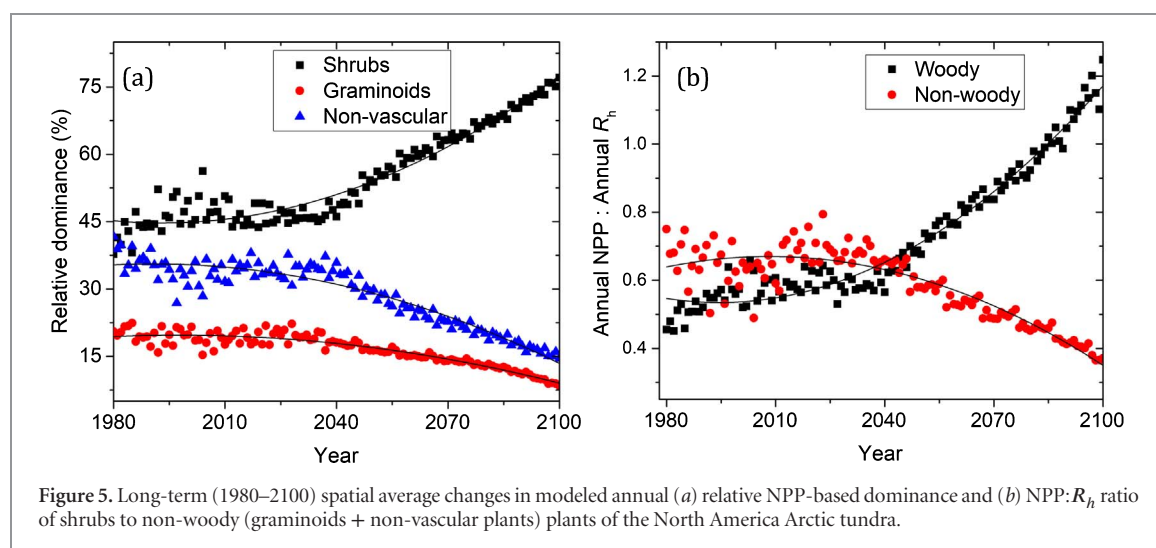 (a)
Shrubs
Graminoids
Non-vascular
Relative dominance (%)
75
60
45
30
15
1980
2010
2040
2070
2100
Year
(b)
Woody
Non-woody
Annual NPP : Annual Rh
1.2
1.0
0.8
0.6
0.4
1980
2010
2040
2070
2100
Year
Figure 5. Long-term (1980–2100) spatial average changes in modeled annual (a) relative NPP-based dominance and (b) NPP:Rh ratio
of shrubs to non-woody (graminoids + non-vascular plants) plants of the North America Arctic tundra.